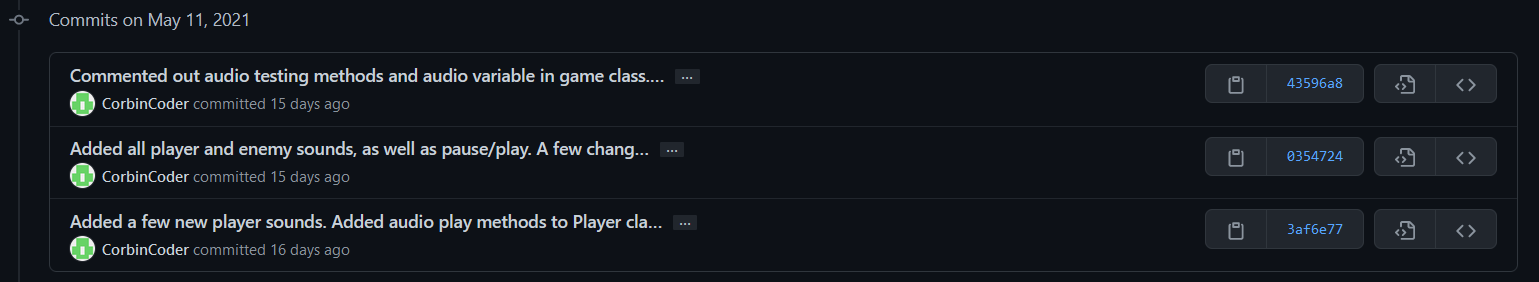 Commits on May 11, 2021
Commented out audio testing methods and audio variable in game class.... ...
CorbinCoder committed 15 days ago
43596a8
Added all player and enemy sounds, as well as pause/play. A few chang... ...
CorbinCoder committed 15 days ago
0354724
Added a few new player sounds. Added audio play methods to Player cla... ...
CorbinCoder committed 16 days ago
3af6e77